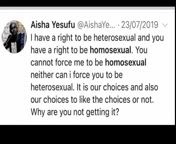 Aisha Yesufu @AishaYe... · 23/07/2019
I have a right to be heterosexual and you
have a right to be homosexual. You
cannot force me to be homosexual
neither can i force you to be
heterosexual. It is our choices and also
our choices to like the choices or not.
Why are you not getting it?